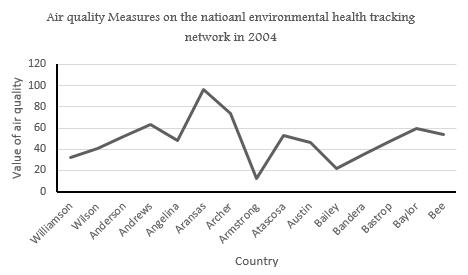 Air quality Measures on the natioanl environmental health tracking
network in 2004
120
100
80
60
40
20
0
Value of air quality
Williamson
Wilson
Anderson
Andrews
Angelina
Aransas
Archer
Armstrong
Atascosa
Austin
Bailey
Bandera
Bastrop
Baylor
Bee
Country